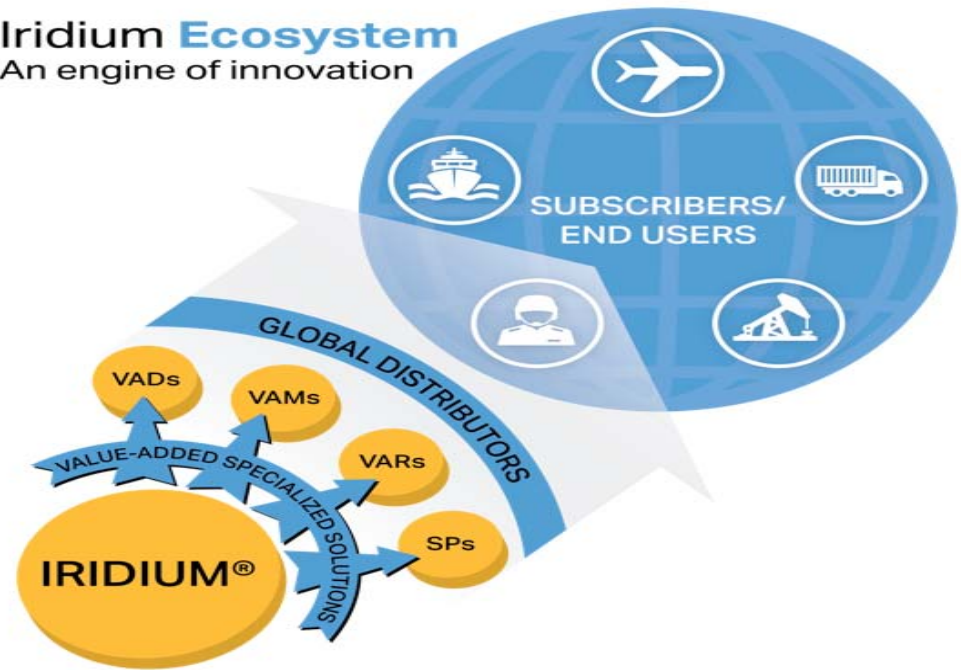 Iridium Ecosystem
An engine of innovation
SUBSCRIBERS/
END USERS
GLOBAL DISTRIBUTORS
VADs
VAMs
VARs
SPs
VALUE-ADDED SPECIALIZED SOLUTIONS
IRIDIUM®